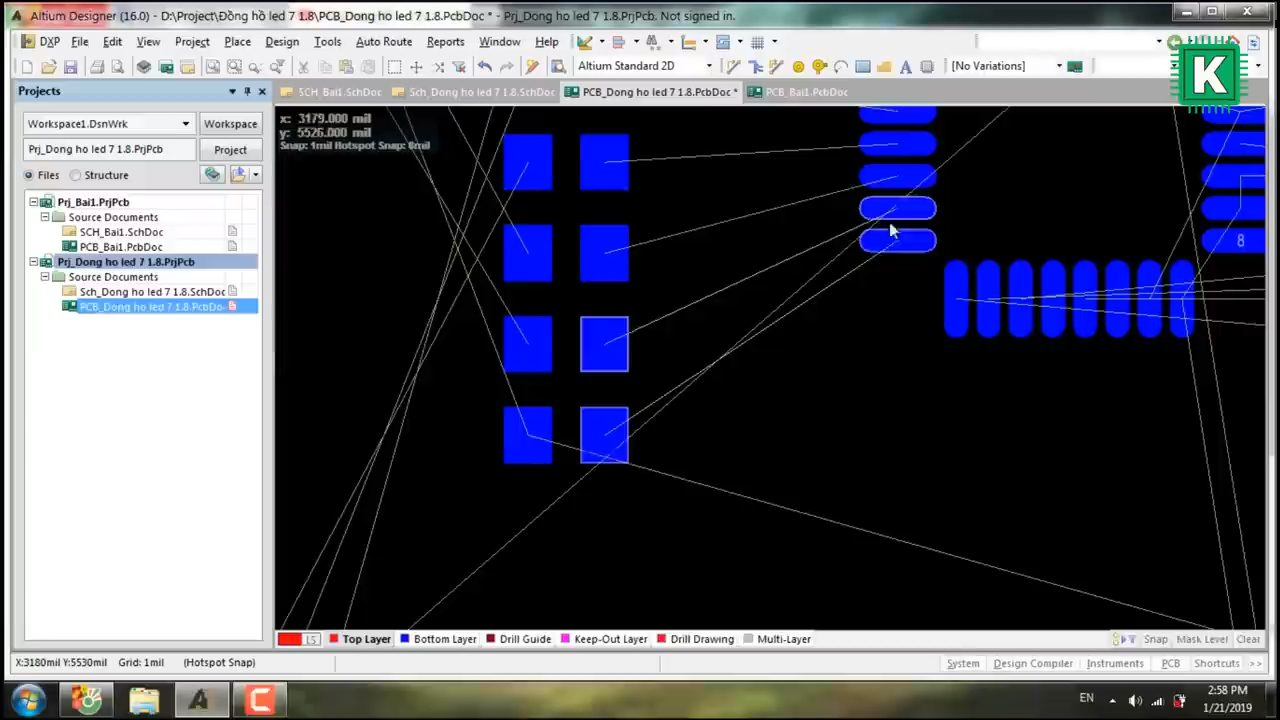 Altium Designer (16.0) - D:\Project\Đồng hồ led 7 1.8\PCB_Dong ho led 7 1.8.PcbDoc * - Prj_Dong ho led 7 1.8.PrjPcb. Not signed in.
DXP File Edit View Project Place Design Tools Auto Route Reports Window Help
K
Altium Standard 2D
[No Variations]
Projects
SCH_Bai1.SchDoc
Sch_Dong ho led 7 1.8.SchDoc
PCB_Dong ho led 7 1.8.PcbDoc *
PCB_Bai1.PcbDoc
Workspace1.DsnWrk
Workspace
Prj_Dong ho led 7 1.8.PrjPcb
Project
Files
Structure
Prj_Bai1.PrjPcb
Source Documents
SCH_Bai1.SchDoc
PCB_Bai1.PcbDoc
Prj_Dong ho led 7 1.8.PrjPcb
Source Documents
Sch_Dong ho led 7 1.8.SchDoc
PCB_Dong ho led 7 1.8.PcbDo
x: 3179.000 mil
y: 5526.000 mil
Snap: 1mil Hotspot Snap: 8mil
8
LS
Top Layer
Bottom Layer
Drill Guide
Keep-Out Layer
Drill Drawing
Multi-Layer
Snap
Mask Level
Clear
X:3180mil Y:5530mil Grid: 1mil (Hotspot Snap)
System
Design Compiler
Instruments
PCB
Shortcuts
>>
EN
2:58 PM
1/21/2019